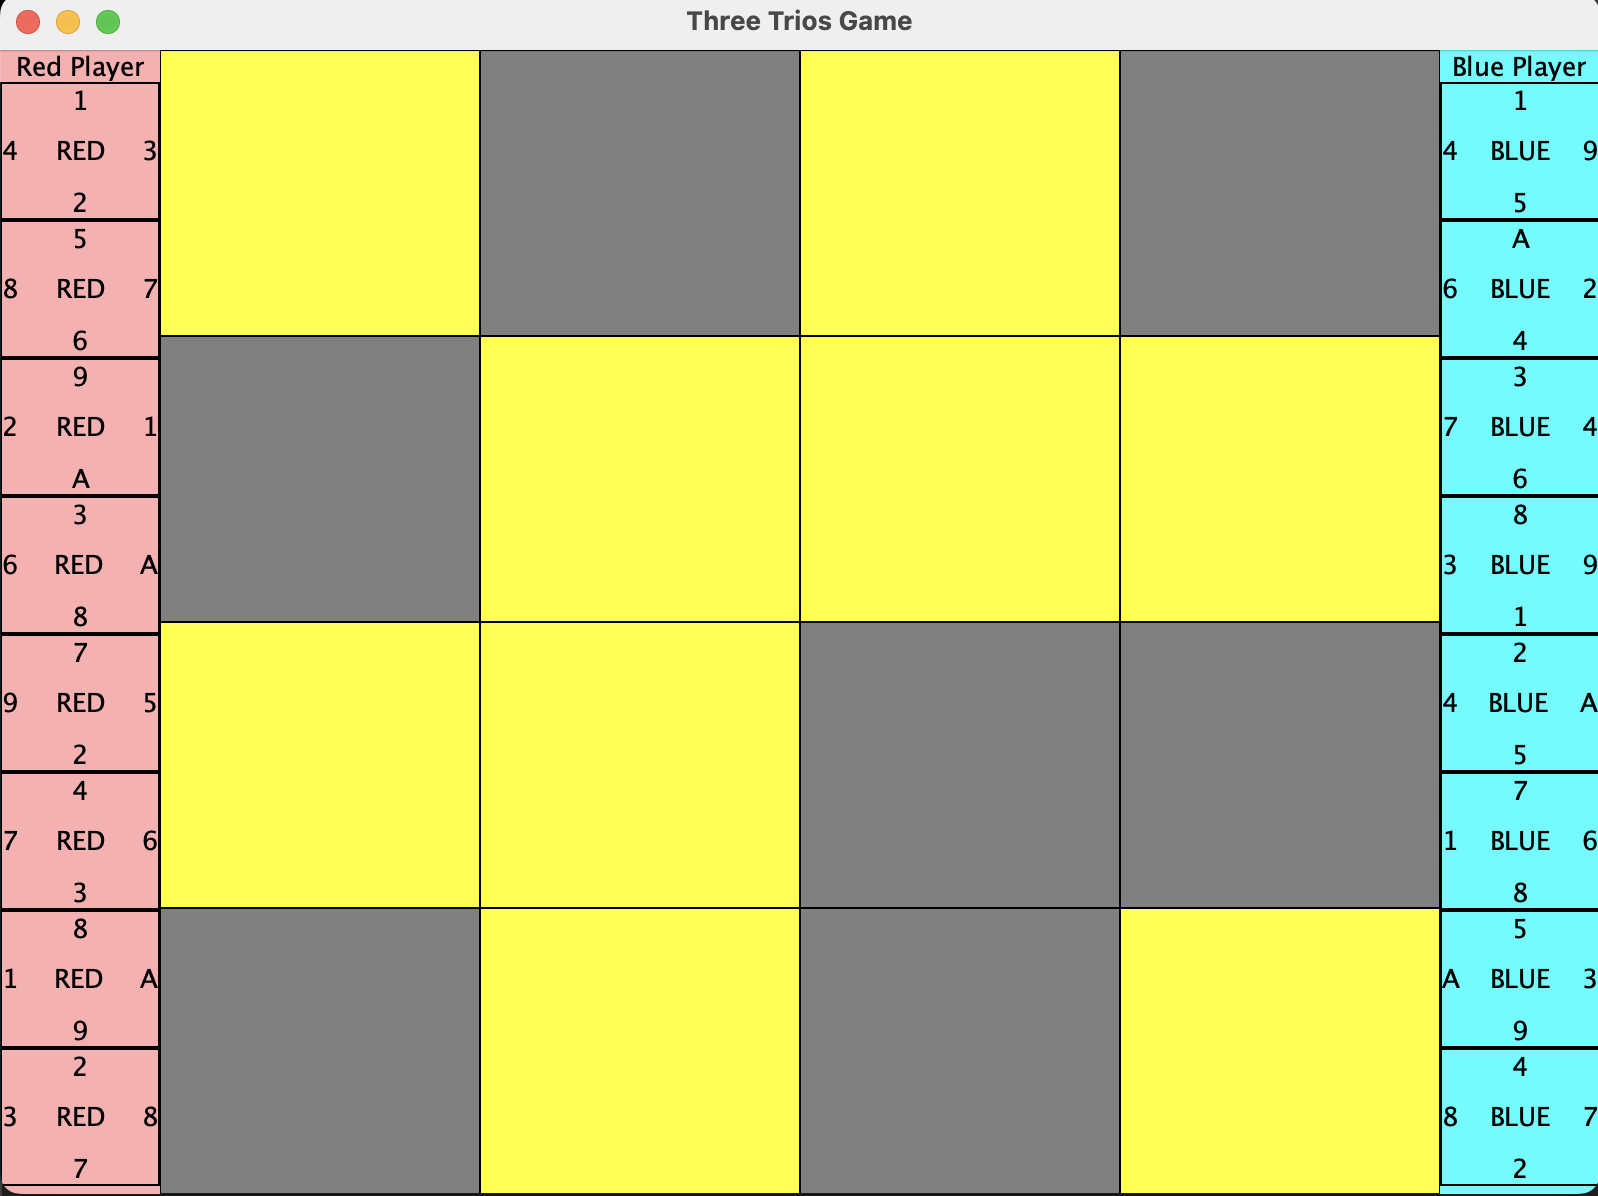 Three Trios Game
Red Player
1
4 RED 3
2
5
8 RED 7
6
9
2 RED 1
A
3
6 RED A
8
7
9 RED 5
2
4
7 RED 6
3
8
1 RED A
9
2
3 RED 8
7
Blue Player
1
4 BLUE 9
5
A
6 BLUE 2
4
3
7 BLUE 4
6
8
3 BLUE 9
1
2
4 BLUE A
5
7
1 BLUE 6
8
5
A BLUE 3
9
4
8 BLUE 7
2